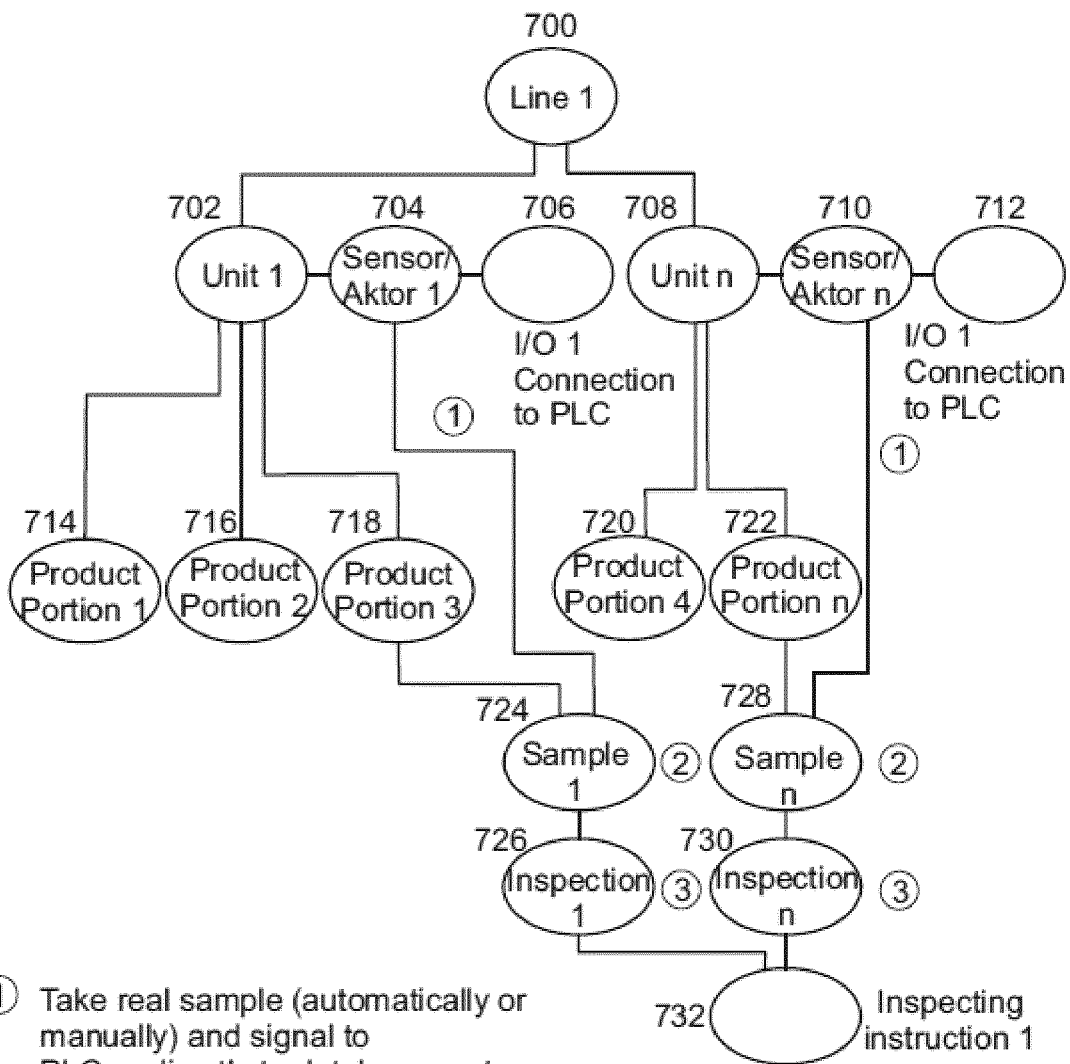 700
Line 1
702
704
706
708
710
712
Unit 1
Sensor/
Aktor 1
Unit n
Sensor/
Aktor n
I/O 1
Connection
to PLC
I/O 1
Connection
to PLC
1
1
714
716
718
720
722
Product
Portion 1
Product
Portion 2
Product
Portion 3
Product
Portion 4
Product
Portion n
724
728
Sample
1
2
Sample
n
2
726
730
Inspection
1
3
Inspection
n
3
732
Inspecting
instruction 1
1 Take real sample (automatically or
manually) and signal to